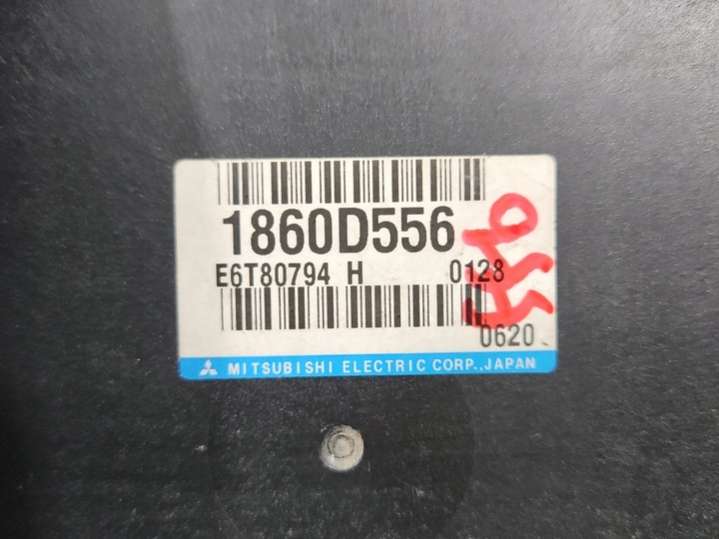 1860D556
E6T80794 H 0128
0620
MITSUBISHI ELECTRIC CORP.,JAPAN